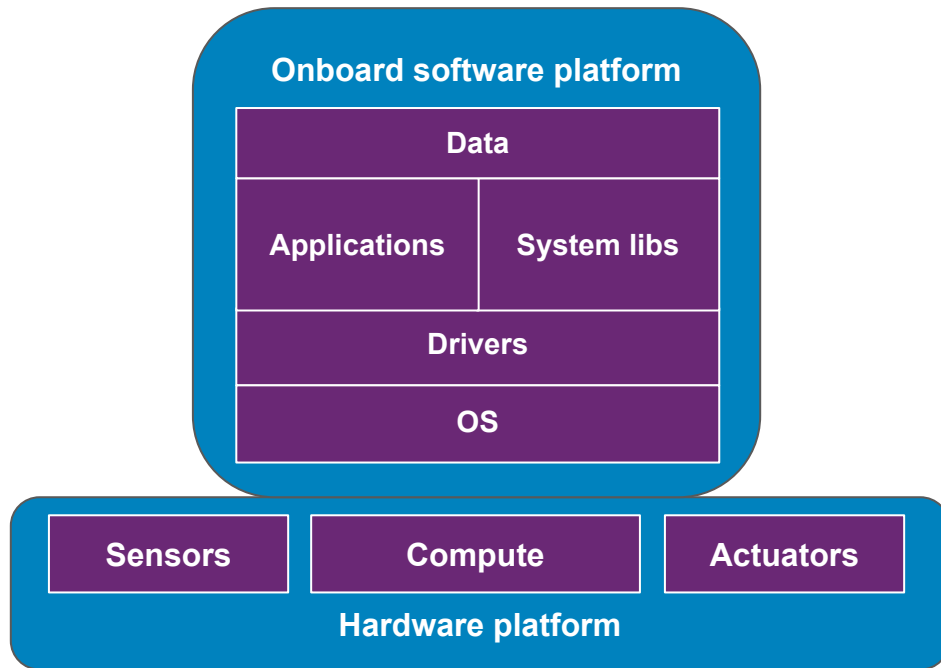 Onboard software platform
Data
Applications
System libs
Drivers
OS
Sensors
Compute
Actuators
Hardware platform